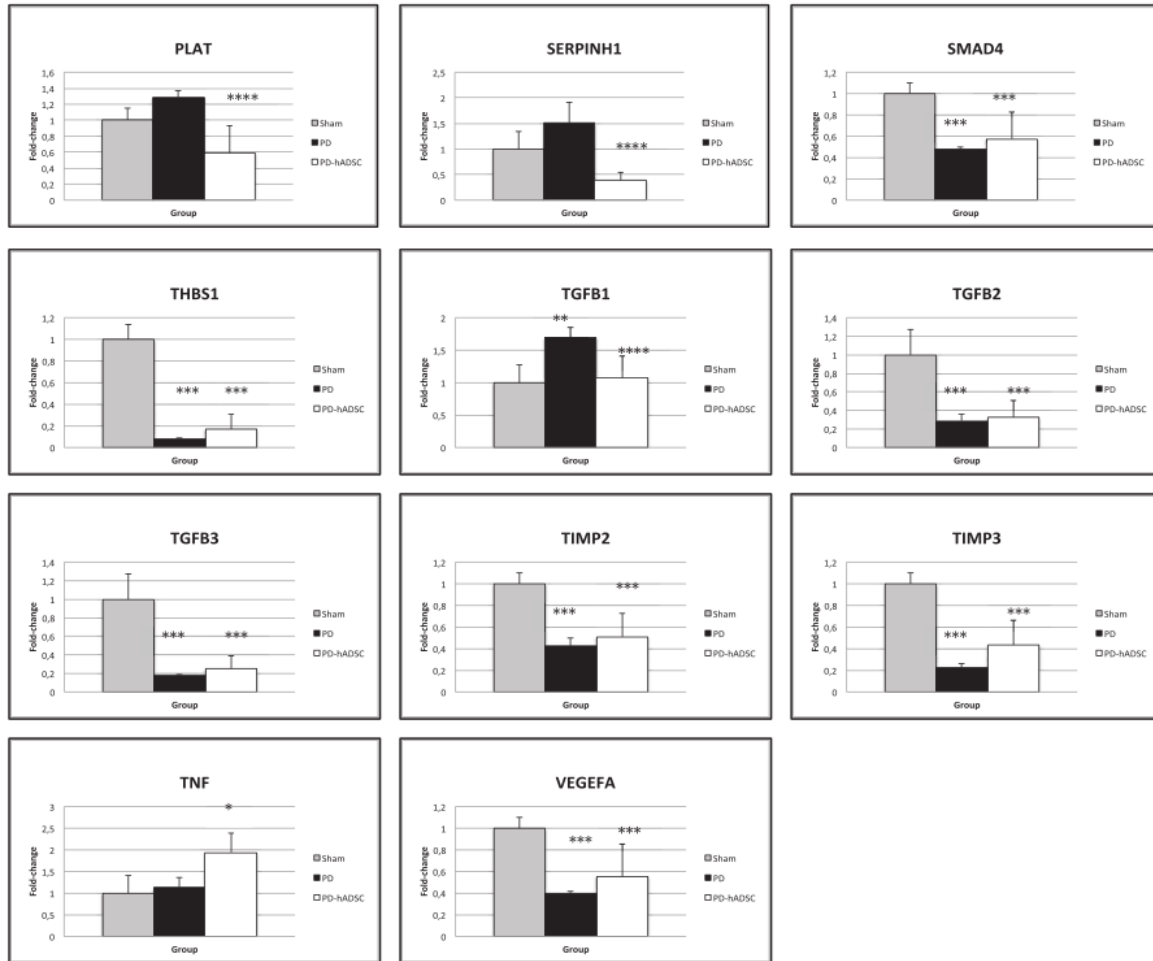 PLAT
1,6
1,4
1,2
1
0,8
0,6
0,4
0,2
0
Fold-change
****
Group
Sham
PD
PD-hADSC
SERPINH1
2,5
2
1,5
1
0,5
0
Fold-change
****
Group
Sham
PD
PD-hADSC
SMAD4
1,2
1
0,8
0,6
0,4
0,2
0
Fold-change
***
***
Group
Sham
PD
PD-hADSC
THBS1
1,2
1
0,8
0,6
0,4
0,2
0
Fold-change
***
***
Group
Sham
PD
PD-hADSC
TGFB1
2
1,5
1
0,5
0
Fold-change
**
****
Group
Sham
PD
PD-hADSC
TGFB2
1,4
1,2
1
0,8
0,6
0,4
0,2
0
Fold-change
***
***
Group
Sham
PD
PD-hADSC
TGFB3
1,4
1,2
1
0,8
0,6
0,4
0,2
0
Fold-change
***
***
Group
Sham
PD
PD-hADSC
TIMP2
1,2
1
0,8
0,6
0,4
0,2
0
Fold-change
***
***
Group
Sham
PD
PD-hADSC
TIMP3
1,2
1
0,8
0,6
0,4
0,2
0
Fold-change
***
***
Group
Sham
PD
PD-hADSC
TNF
3
2,5
2
1,5
1
0,5
0
Fold-change
*
Group
Sham
PD
PD-hADSC
VEGEFA
1,2
1
0,8
0,6
0,4
0,2
0
Fold-change
***
***
Group
Sham
PD
PD-hADSC